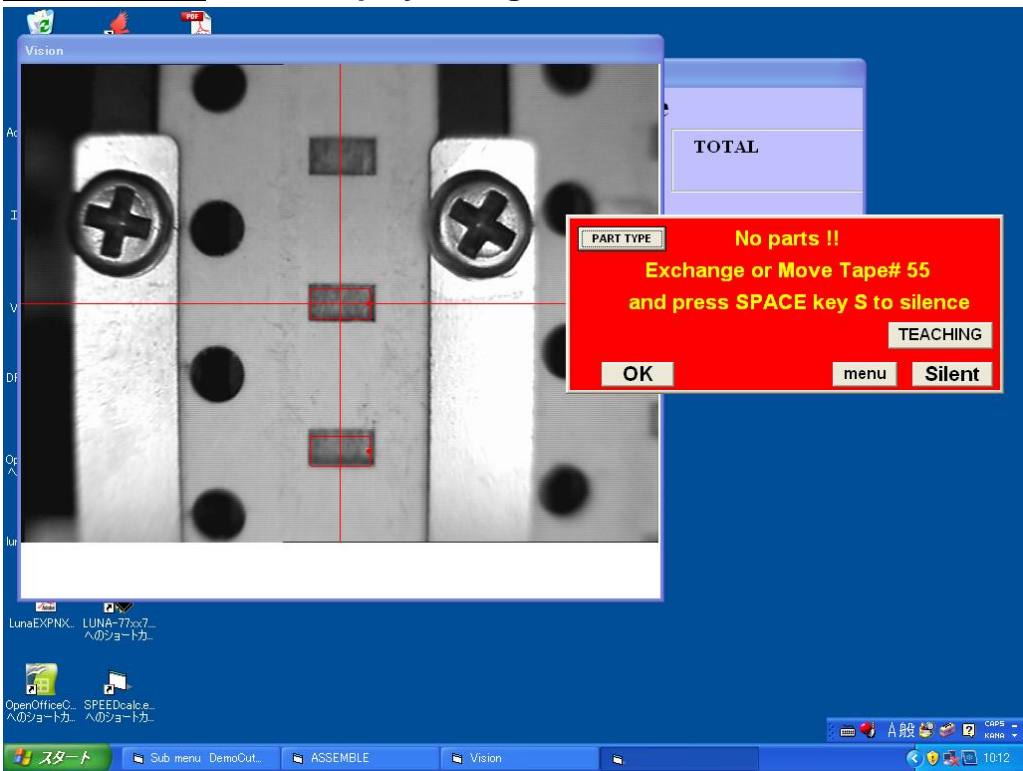 PDF
Vision
TOTAL
PART TYPE
No parts !!
Exchange or Move Tape# 55
and press SPACE key S to silence
TEACHING
OK
menu
Silent
LunaEXPNX...
LUNA-77xx7...
へのショートカ...
OpenOfficeC...
へのショートカ...
SPEEDcalc.e...
へのショートカ...
A 般
CAPS
KANA
スタート
Sub menu DemoCut...
ASSEMBLE
Vision
10:12